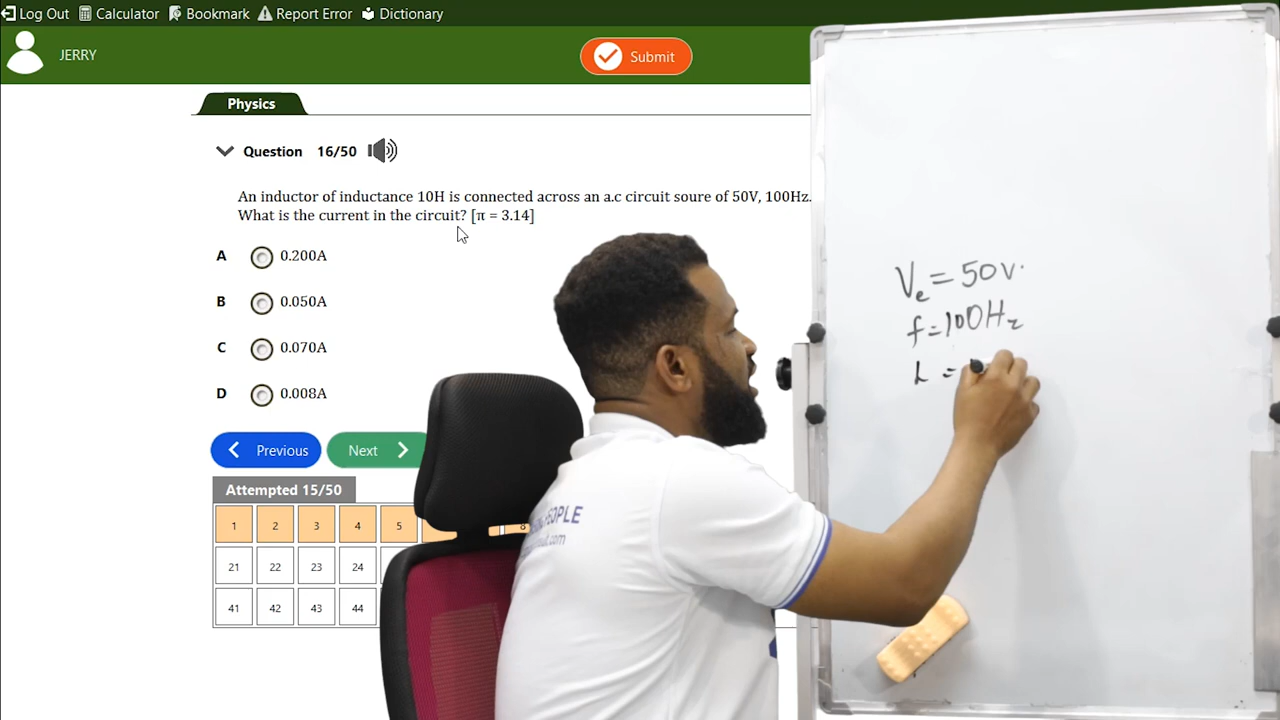 Log Out Calculator Bookmark Report Error Dictionary
JERRY
Submit
Physics
Question 16/50
An inductor of inductance 10H is connected across an a.c circuit soure of 50V, 100Hz.
What is the current in the circuit? [π = 3.14]
A 0.200A
B 0.050A
C 0.070A
D 0.008A
Previous Next
Attempted 15/50
1 2 3 4 5 8
21 22 23 24
41 42 43 44
Ve = 50V.
f = 100Hz
L =